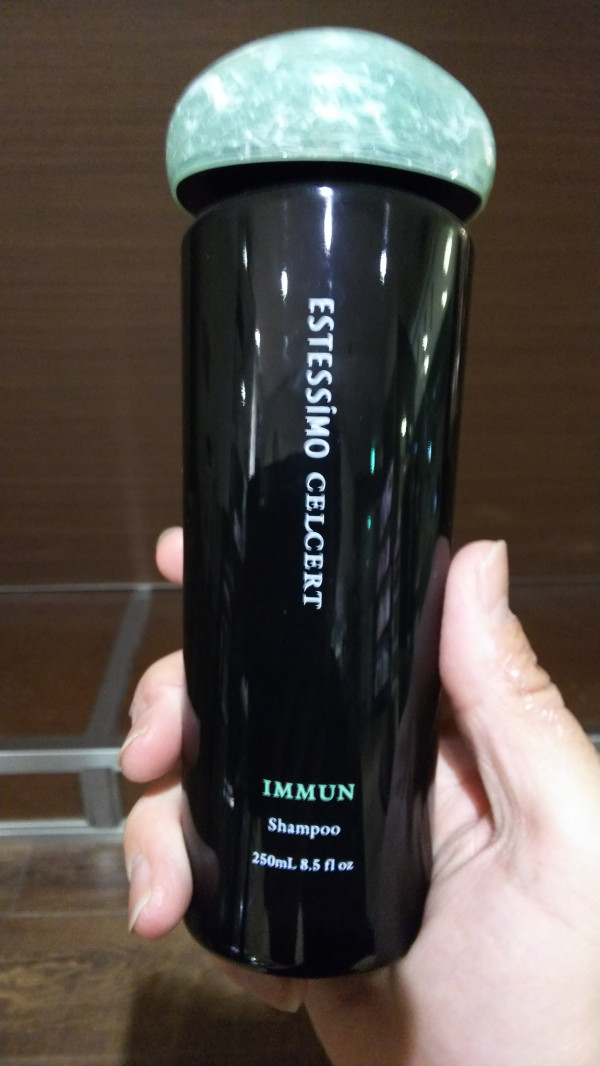 ESTESSiMO CELCERT
IMMUN
Shampoo
250mL 8.5 fl oz